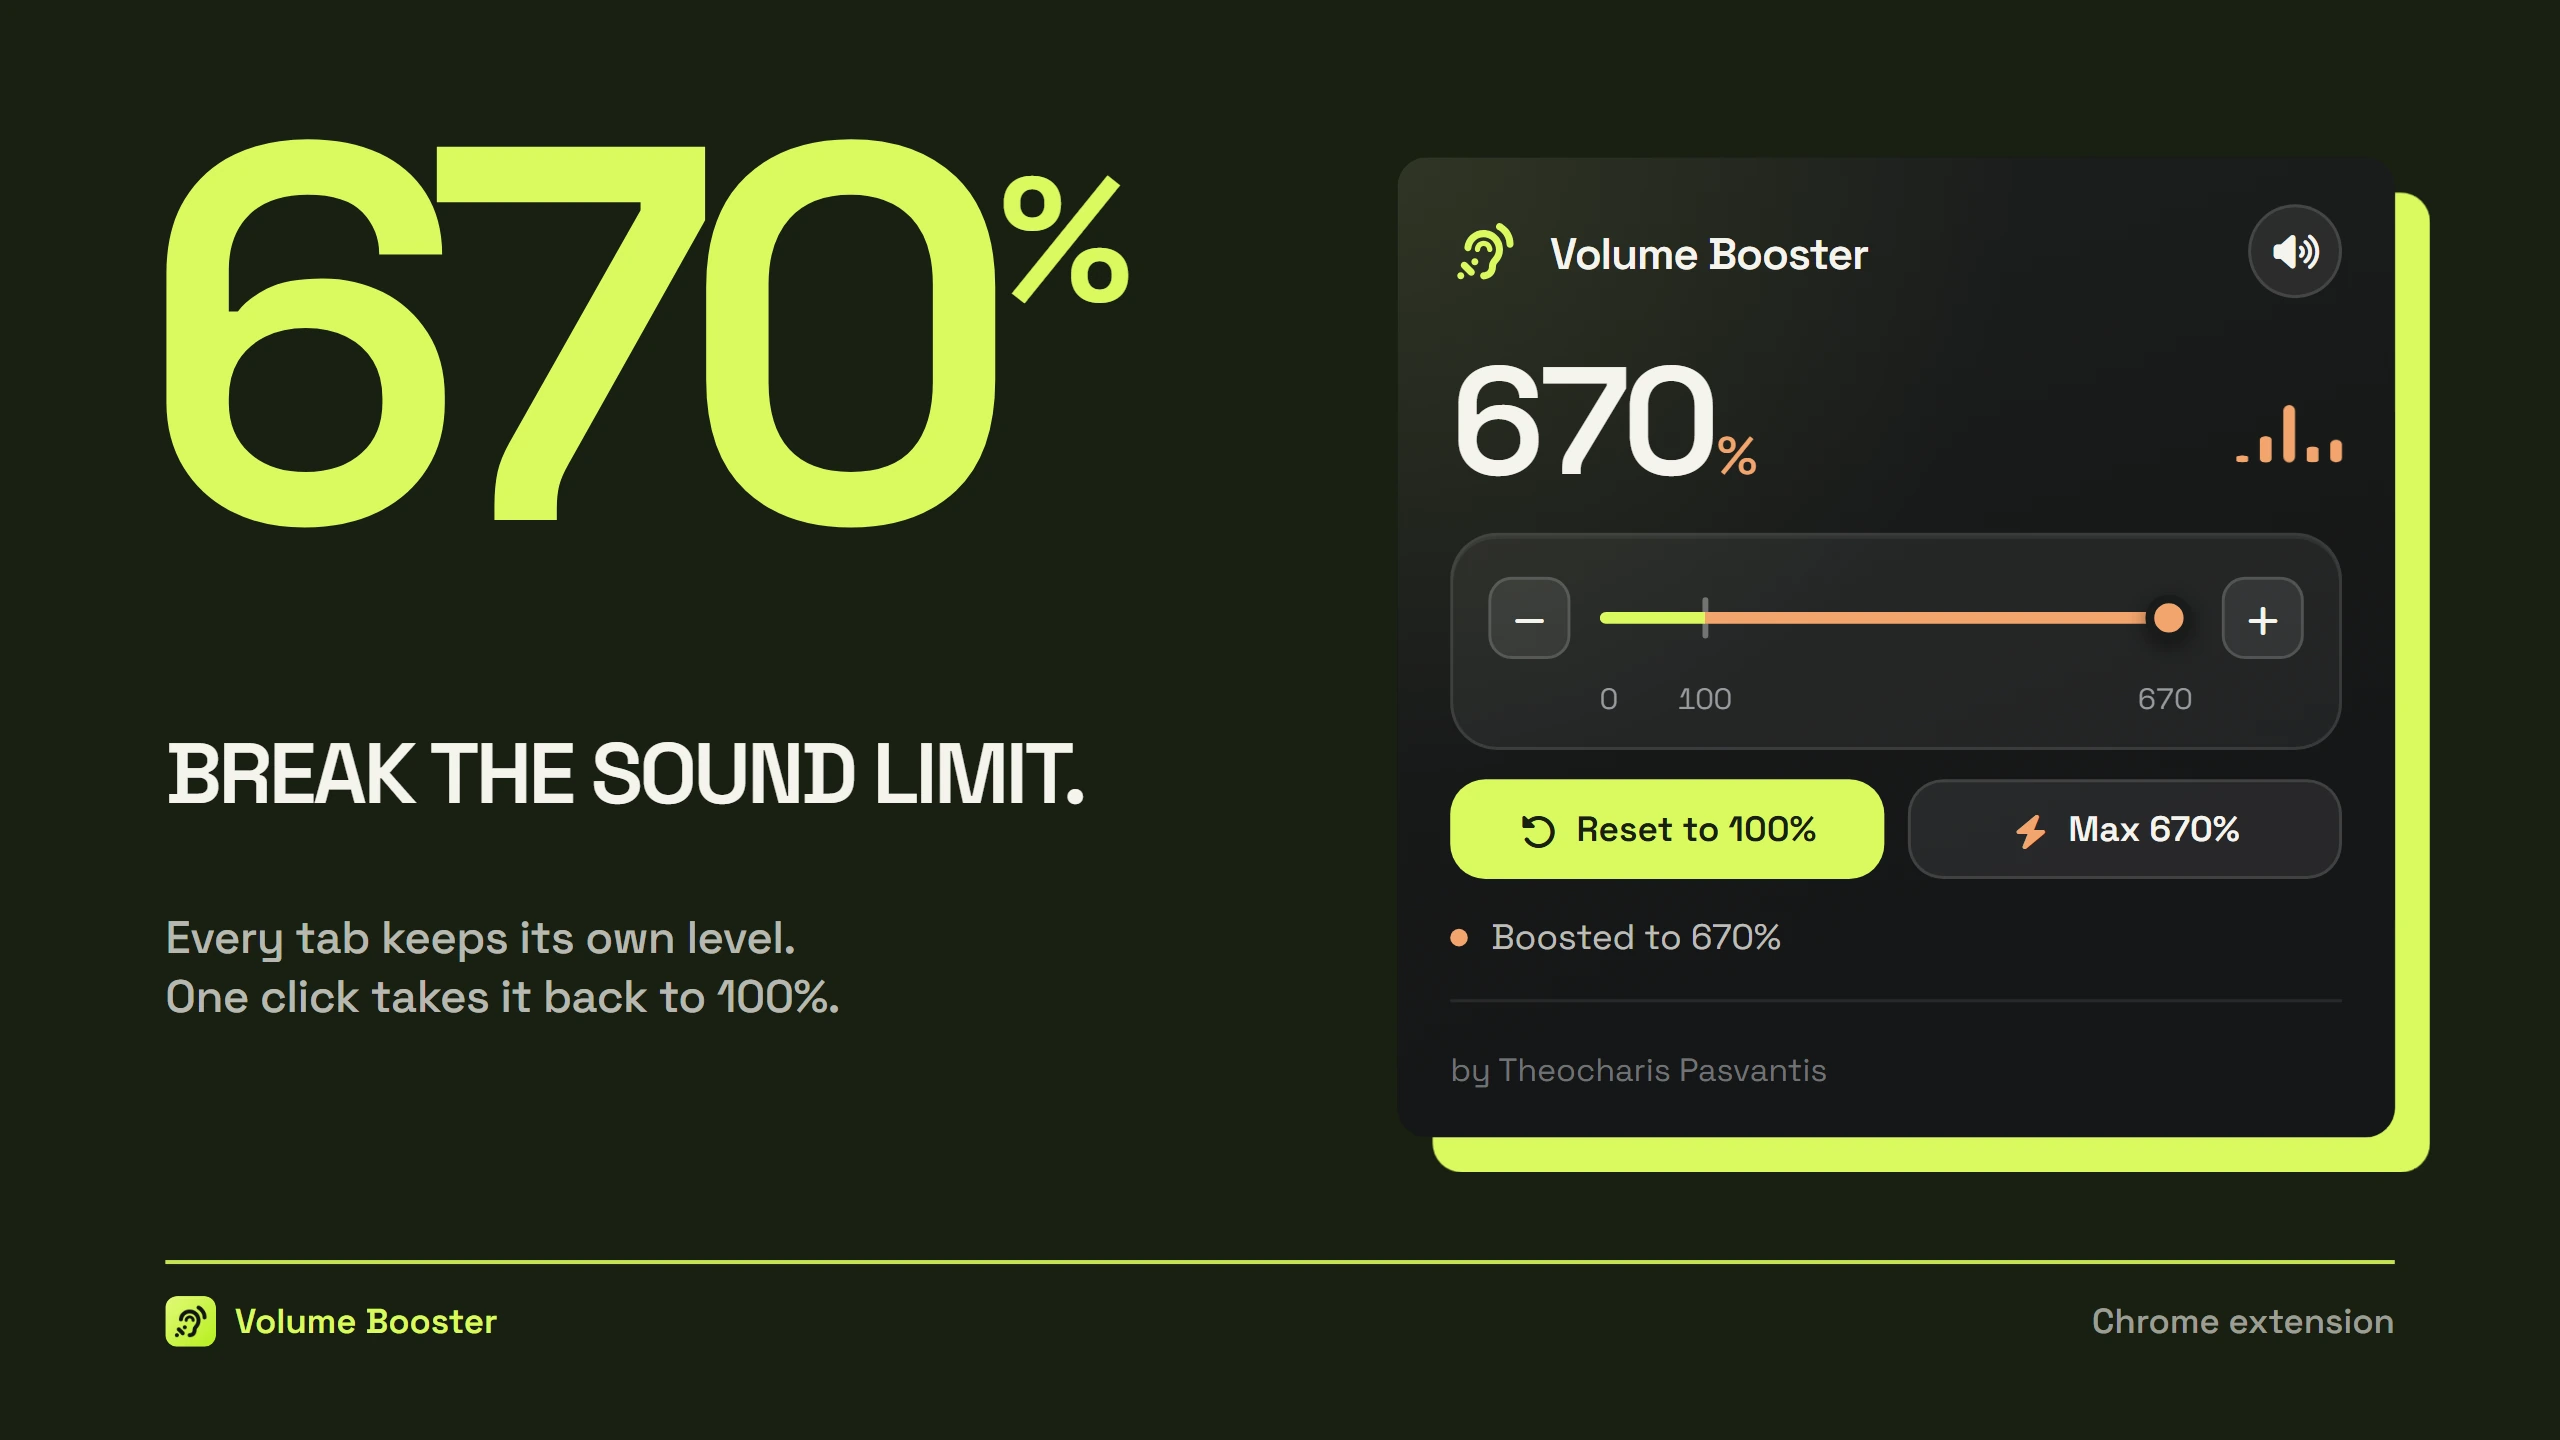 670%
BREAK THE SOUND LIMIT.
Every tab keeps its own level.
One click takes it back to 100%.
Volume Booster
670%
0 100 670
Reset to 100%
Max 670%
Boosted to 670%
by Theocharis Pasvantis
Volume Booster
Chrome extension